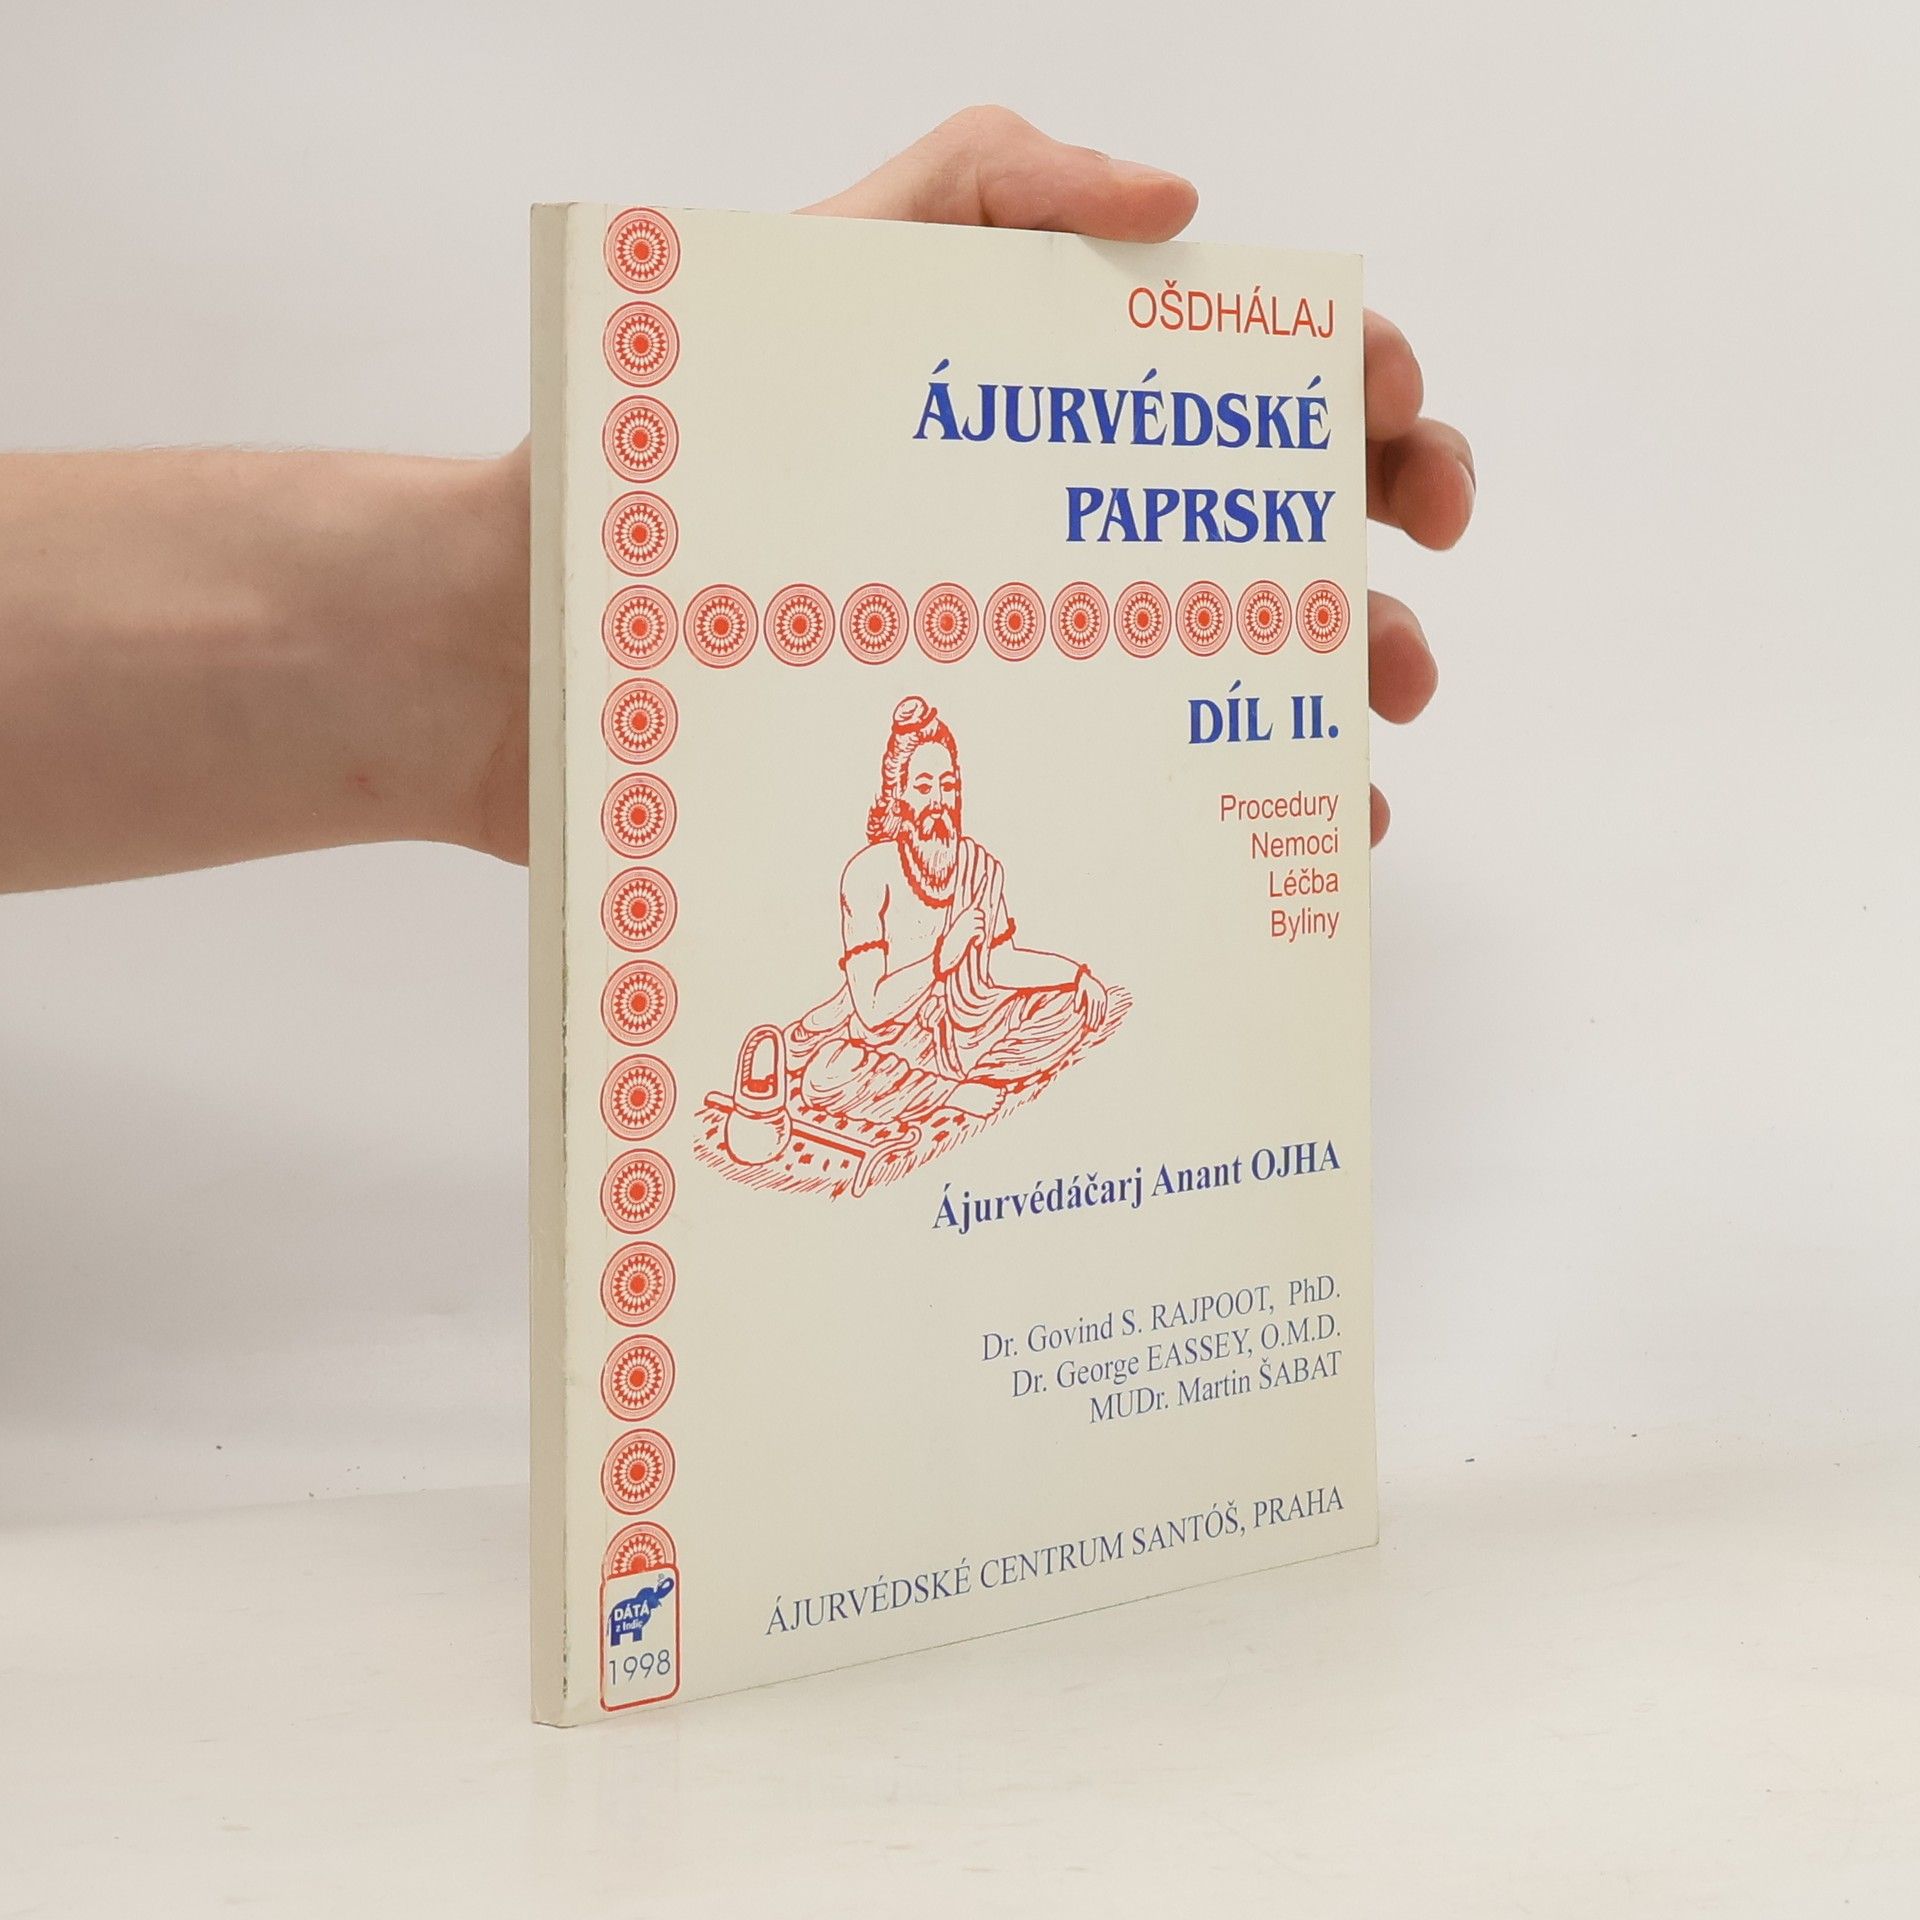 OŠDHÁLAJ
ÁJURVÉDSKÉ
PAPRSKY
DÍL II.
Procedury
Nemoci
Léčba
Byliny
Ájurvédáčarj Anant OJHA
Dr. Govind S. RAJPOOT, PhD.
Dr. George EASSEY, O.M.D.
MUDr. Martin ŠABAT
ÁJURVÉDSKÉ CENTRUM SANTÓŠ, PRAHA
DÁTÁ
z Indie
1998